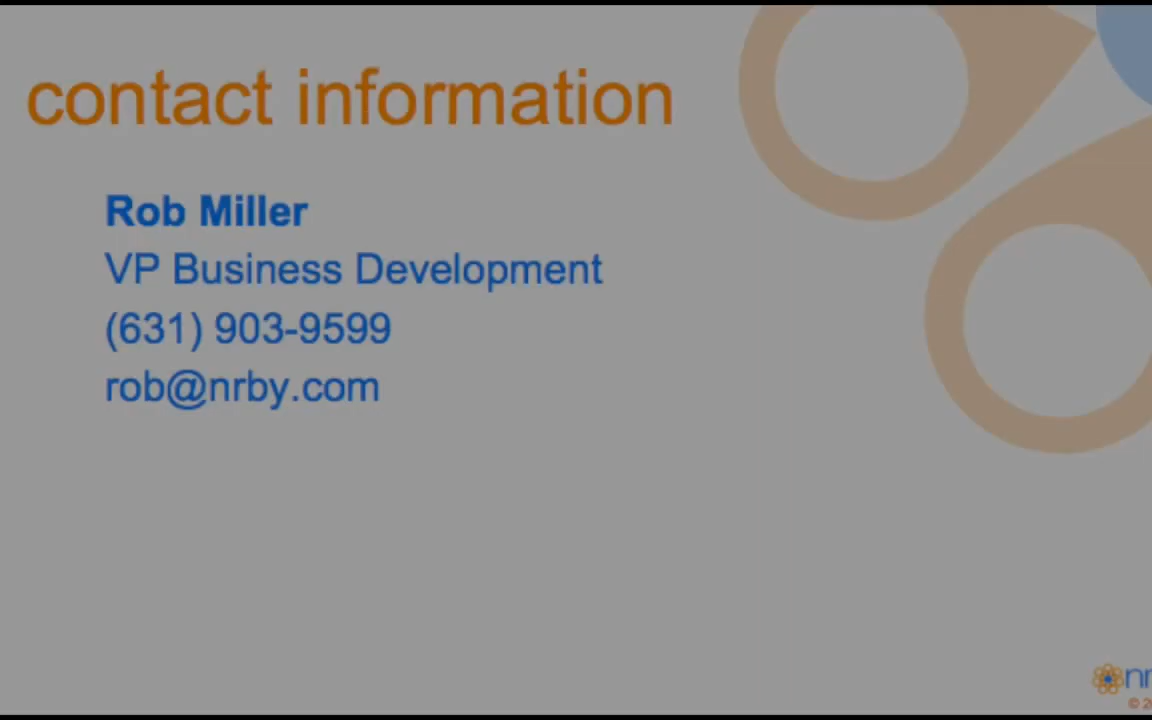 contact information
Rob Miller
VP Business Development
(631) 903-9599
rob@nrby.com